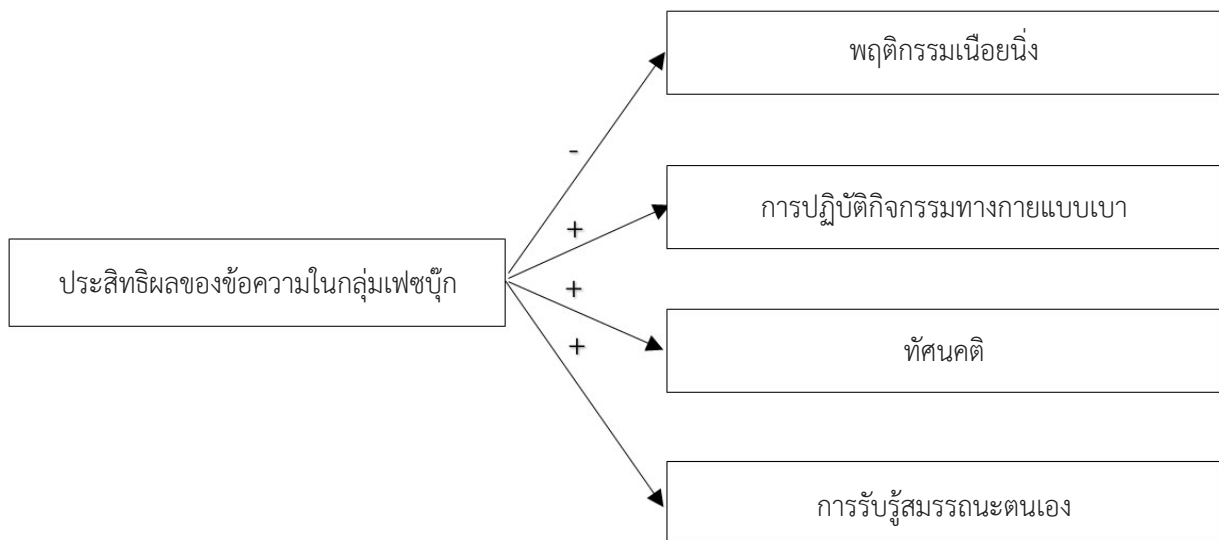 พฤติกรรมเนือยนิ่ง
-
การปฏิบัติกิจกรรมทางกายแบบเบา
+
ประสิทธิผลของข้อความในกลุ่มเฟซบุ๊ก
+
+
ทัศนคติ
การรับรู้สมรรถนะตนเอง